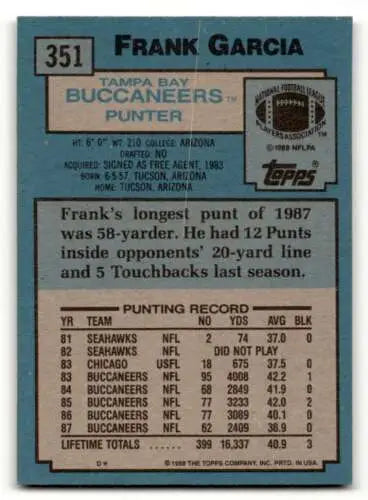 351
FRANK GARCIA
TAMPA BAY
BUCCANEERS™
PUNTER
NATIONAL FOOTBALL LEAGUE
PLAYERS ASSOCIATION™
©1988 NFLPA
TOPPS®
HT: 6'0" WT: 210 COLLEGE: ARIZONA
DRAFTED: NO
ACQUIRED: SIGNED AS FREE AGENT, 1983
BORN: 6-5-57, TUCSON, ARIZONA
HOME: TUCSON, ARIZONA
Frank's longest punt of 1987
was 58-yarder. He had 12 Punts
inside opponents' 20-yard line
and 5 Touchbacks last season.
PUNTING RECORD
YR TEAM NO YDS AVG BLK
81 SEAHAWKS NFL 2 74 37.0 0
82 SEAHAWKS NFL DID NOT PLAY
83 CHICAGO USFL 18 675 37.5 0
83 BUCCANEERS NFL 95 4008 42.2 1
84 BUCCANEERS NFL 68 2849 41.9 0
85 BUCCANEERS NFL 77 3233 42.0 2
86 BUCCANEERS NFL 77 3089 40.1 0
87 BUCCANEERS NFL 62 2409 38.9 0
LIFETIME TOTALS 399 16,337 40.9 3
D* © 1988 THE TOPPS COMPANY, INC. PRTD. IN U.S.A.